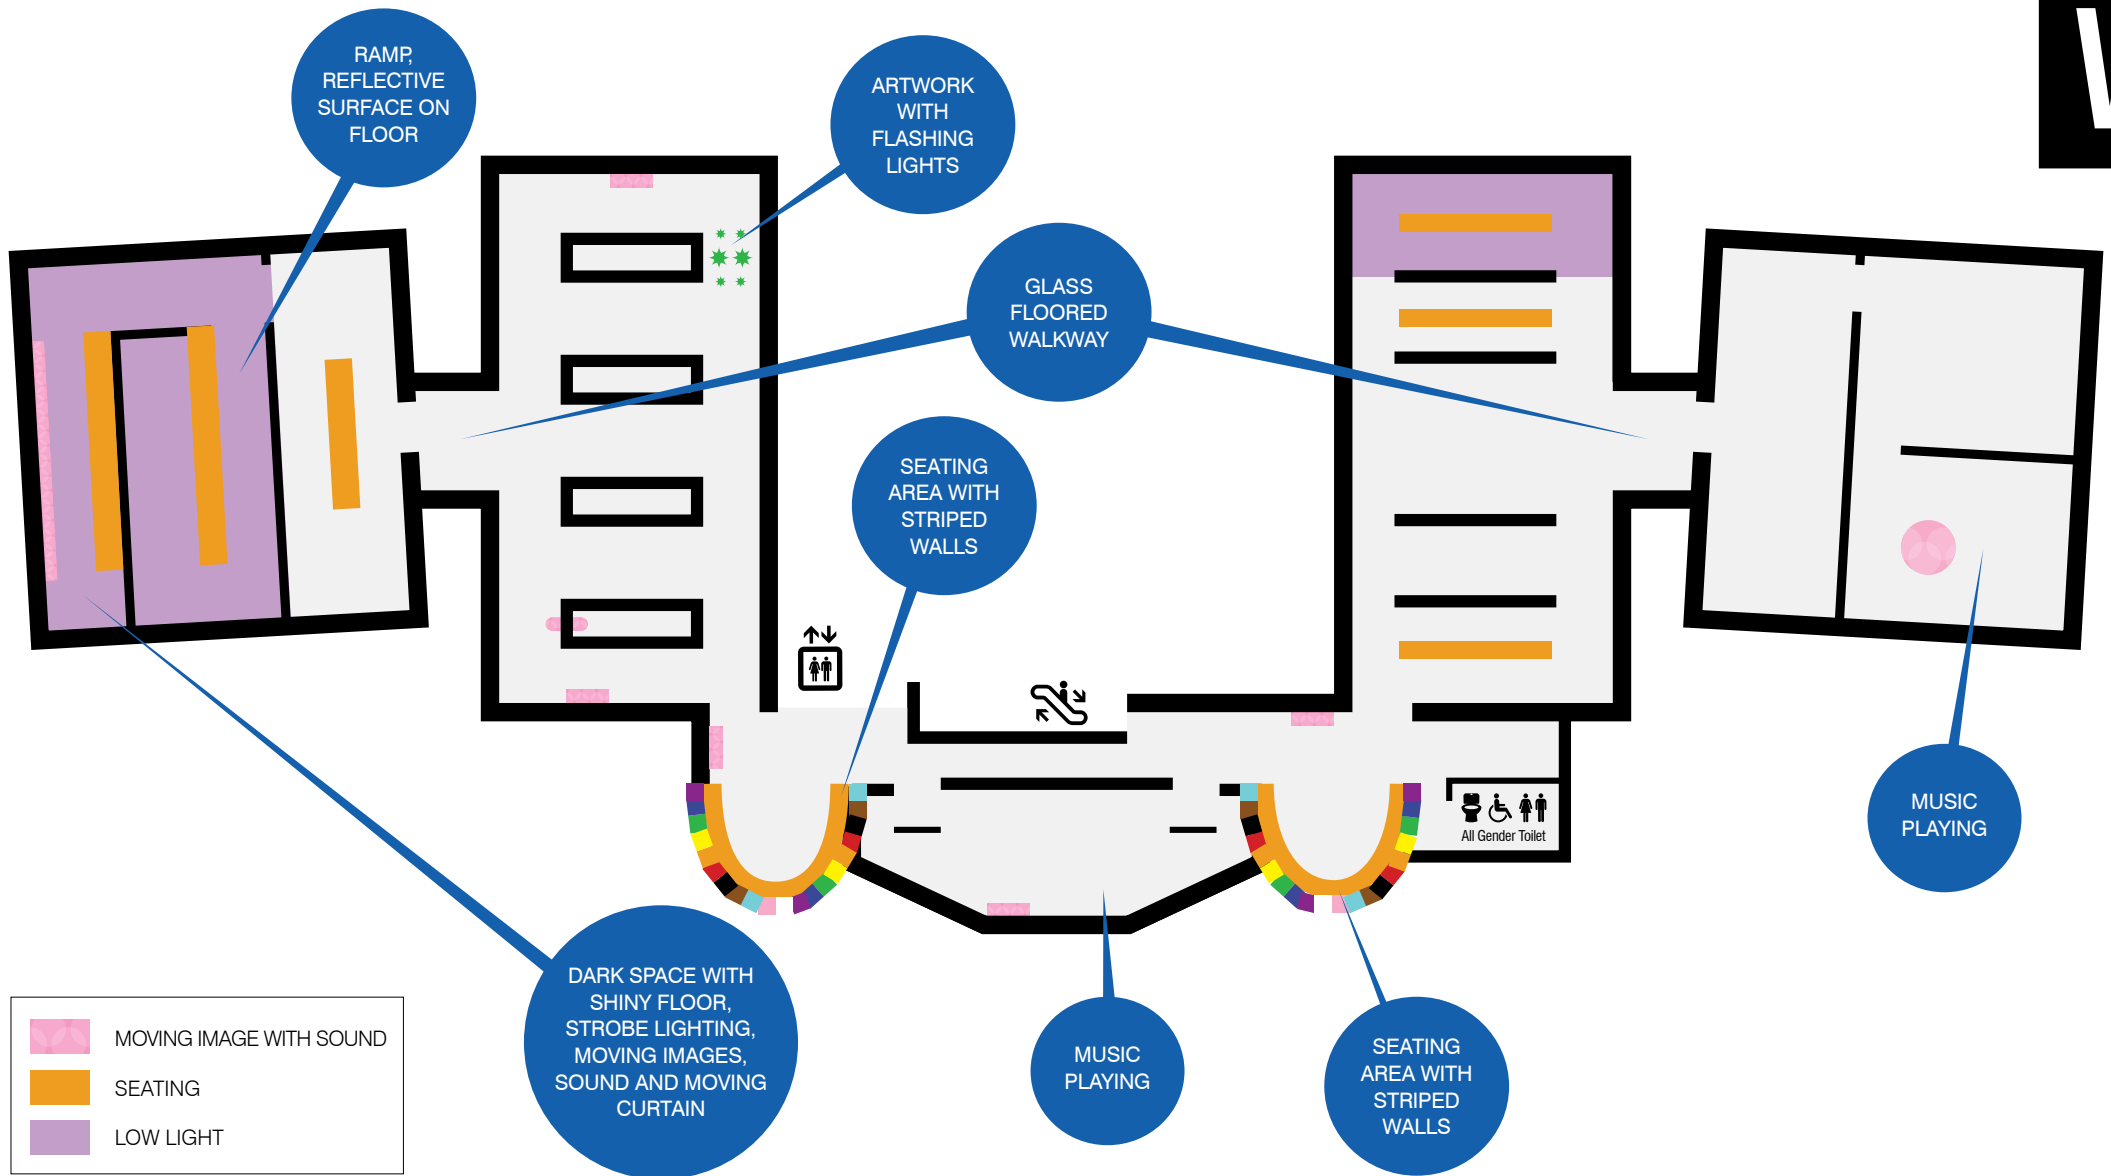 RAMP,
REFLECTIVE
SURFACE ON
FLOOR
ARTWORK
WITH
FLASHING
LIGHTS
GLASS
FLOORED
WALKWAY
SEATING
AREA WITH
STRIPED
WALLS
All Gender Toilet
MUSIC
PLAYING
DARK SPACE WITH
SHINY FLOOR,
STROBE LIGHTING,
MOVING IMAGES,
SOUND AND MOVING
CURTAIN
MUSIC
PLAYING
SEATING
AREA WITH
STRIPED
WALLS
MOVING IMAGE WITH SOUND
SEATING
LOW LIGHT